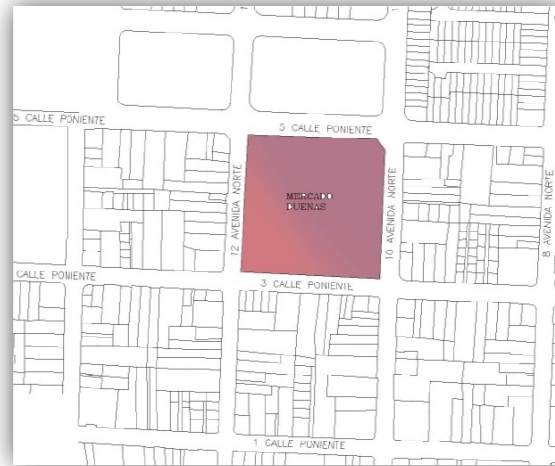 5 CALLE PONIENTE
5 CALLE PONIENTE
12 AVENIDA NORTE
MERCADO
DUENAS
10 AVENIDA NORTE
8 AVENIDA NORTE
CALLE PONIENTE
3 CALLE PONIENTE
1 CALLE PONIENTE